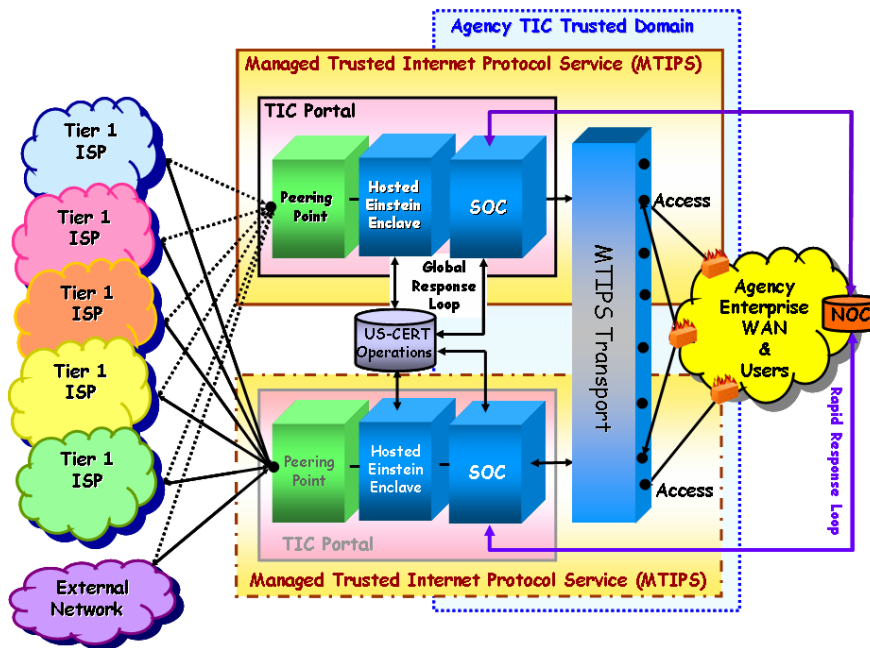 Agency TIC Trusted Domain
Managed Trusted Internet Protocol Service (MTIPS)
TIC Portal
Tier 1
ISP
Tier 1
ISP
Tier 1
ISP
Tier 1
ISP
Tier 1
ISP
External
Network
Peering
Point
Hosted
Einstein
Enclave
SOC
Global
Response
Loop
US-CERT
Operations
MTIPS Transport
Access
Agency
Enterprise
WAN
&
Users
NOC
Rapid Response Loop
Peering
Point
Hosted
Einstein
Enclave
SOC
Access
TIC Portal
Managed Trusted Internet Protocol Service (MTIPS)